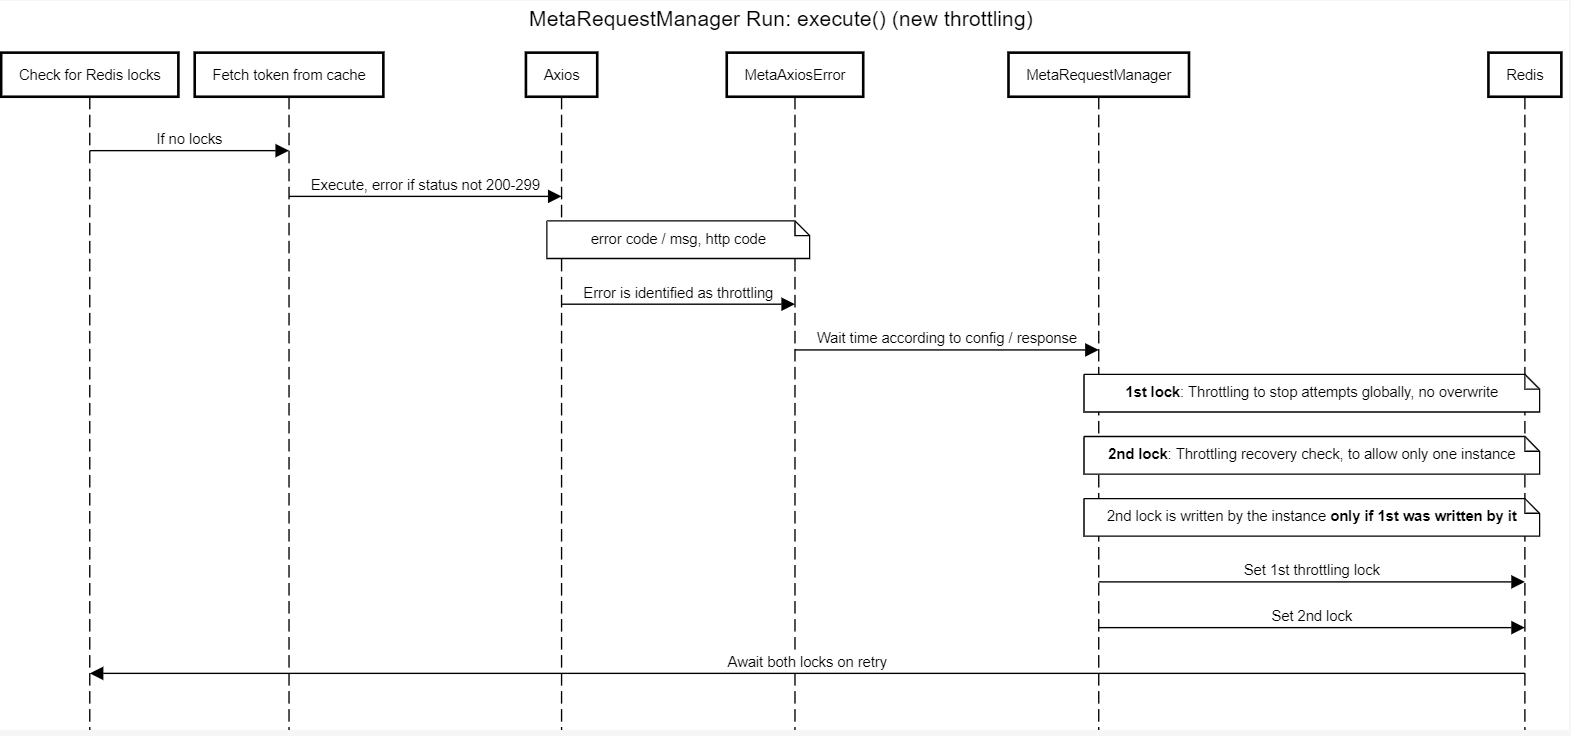 MetaRequestManager Run: execute() (new throttling)
Check for Redis locks
Fetch token from cache
Axios
MetaAxiosError
MetaRequestManager
Redis
If no locks
Execute, error if status not 200-299
error code / msg, http code
Error is identified as throttling
Wait time according to config / response
1st lock: Throttling to stop attempts globally, no overwrite
2nd lock: Throttling recovery check, to allow only one instance
2nd lock is written by the instance only if 1st was written by it
Set 1st throttling lock
Set 2nd lock
Await both locks on retry